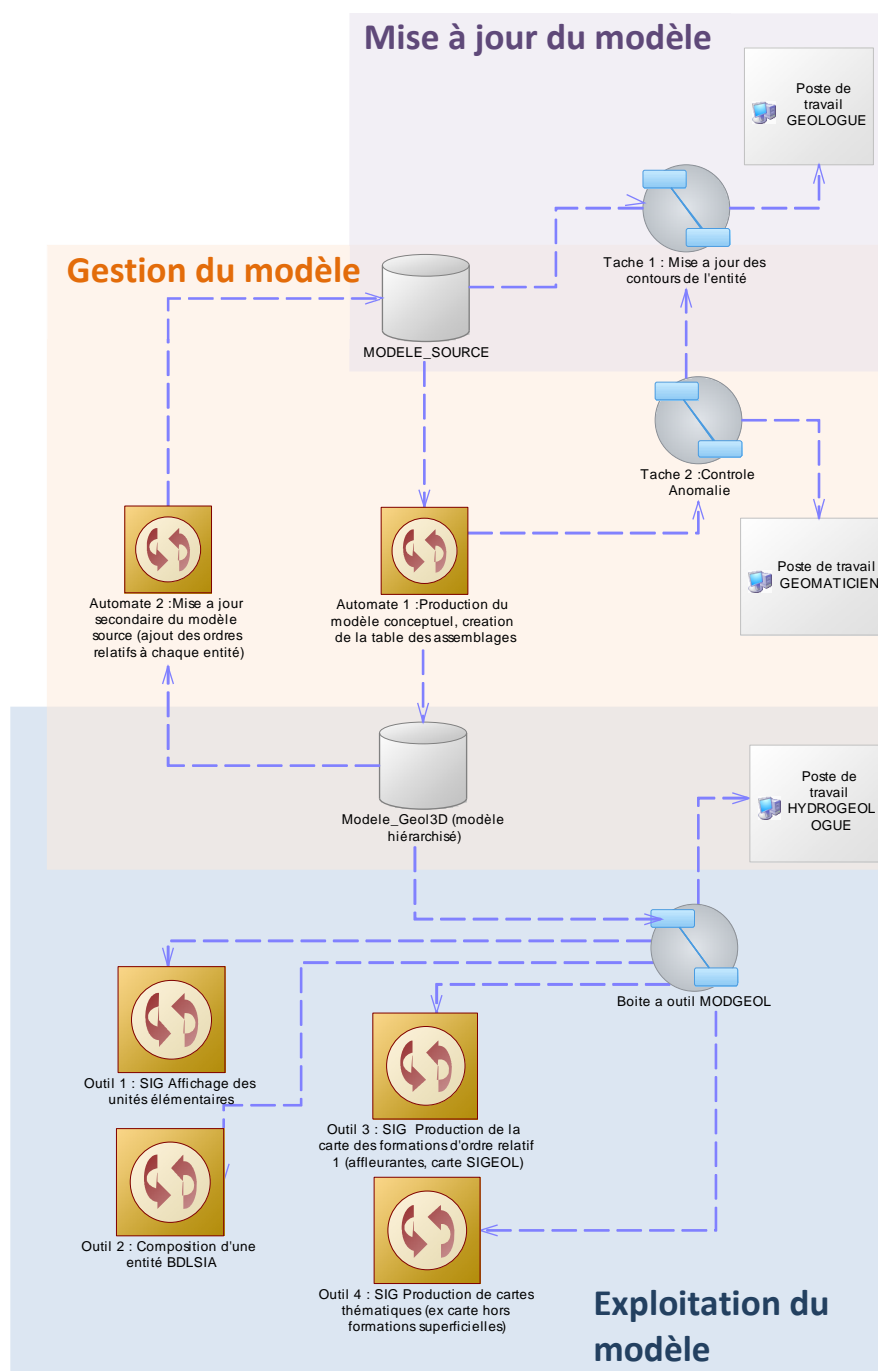 Mise à jour du modèle
Poste de
travail
GEOLOGUE
Tache 1 : Mise a jour des
contours de l'entité
Gestion du modèle
MODELE_SOURCE
Tache 2 :Controle
Anomalie
Poste de travail
GEOMATICIEN
Automate 2 :Mise a jour
secondaire du modèle
source (ajout des ordres
relatifs à chaque entité)
Automate 1 :Production du
modèle conceptuel, creation
de la table des assemblages
Modele_Geol3D (modèle
hiérarchisé)
Poste de
travail
HYDROGEOL
OGUE
Boite a outil MODGEOL
Outil 1 : SIG Affichage des
unités élémentaires
Outil 3 : SIG Production de la
carte des formations d'ordre relatif
1 (affleurantes, carte SIGEOL)
Outil 2 : Composition d'une
entité BDLSIA
Outil 4 : SIG Production de cartes
thématiques (ex carte hors
formations superficielles)
Exploitation du
modèle